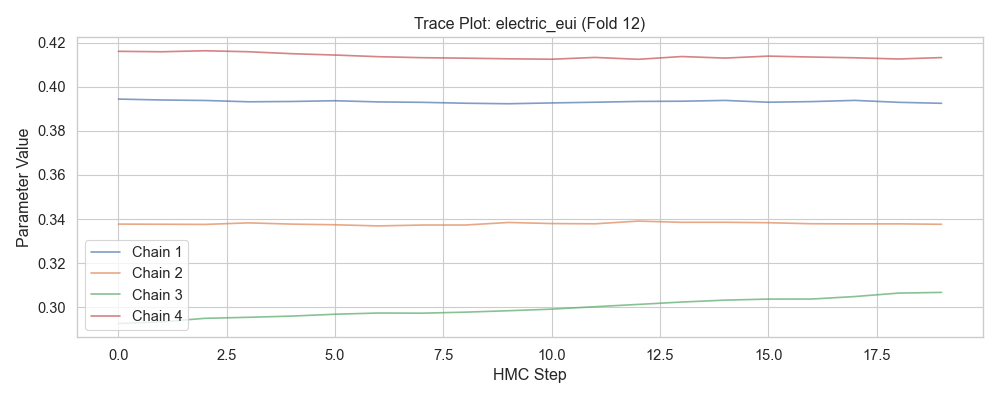 Trace Plot: electric_eui (Fold 12)
Parameter Value
0.42
0.40
0.38
0.36
0.34
0.32
0.30
Chain 1
Chain 2
Chain 3
Chain 4
0.0 2.5 5.0 7.5 10.0 12.5 15.0 17.5
HMC Step